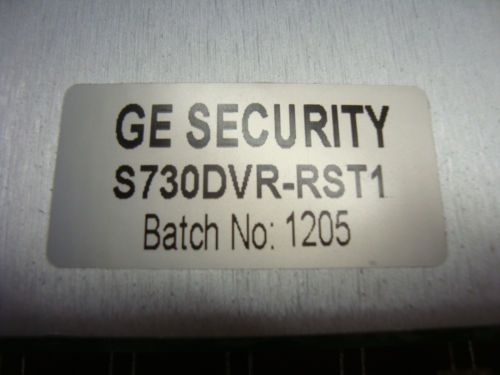 GE SECURITY
S730DVR-RST1
Batch No: 1205